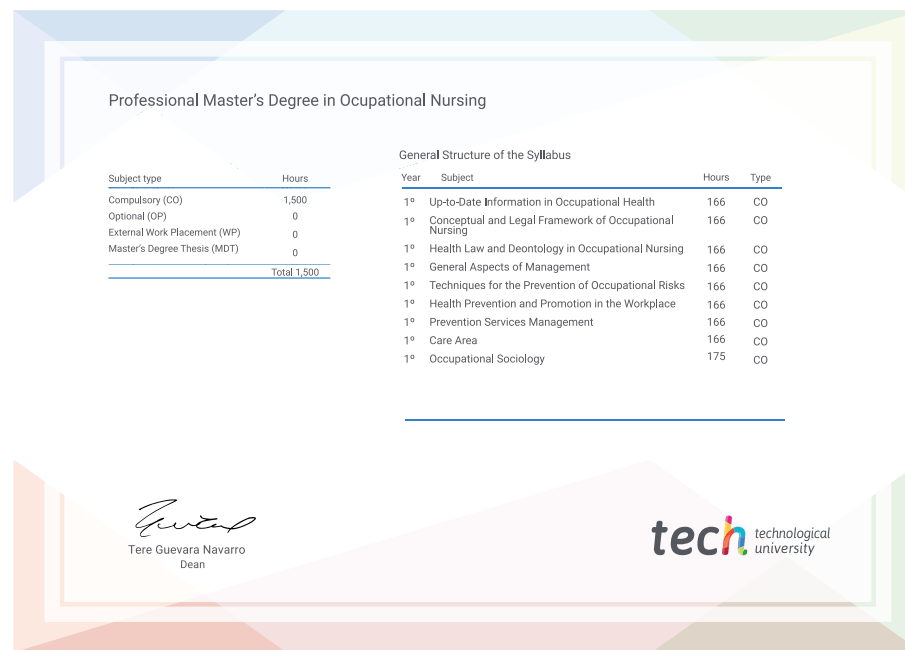 Professional Master's Degree in Ocupational Nursing
Subject type Hours
Compulsory (CO) 1,500
Optional (OP) 0
External Work Placement (WP) 0
Master's Degree Thesis (MDT) 0
Total 1,500
General Structure of the Syllabus
Year Subject Hours Type
1º Up-to-Date Information in Occupational Health 166 CO
1º Conceptual and Legal Framework of Occupational 166 CO
Nursing
1º Health Law and Deontology in Occupational Nursing 166 CO
1º General Aspects of Management 166 CO
1º Techniques for the Prevention of Occupational Risks 166 CO
1º Health Prevention and Promotion in the Workplace 166 CO
1º Prevention Services Management 166 CO
1º Care Area 166 CO
1º Occupational Sociology 175 CO
Tere Guevara Navarro
Dean
tech technological
university